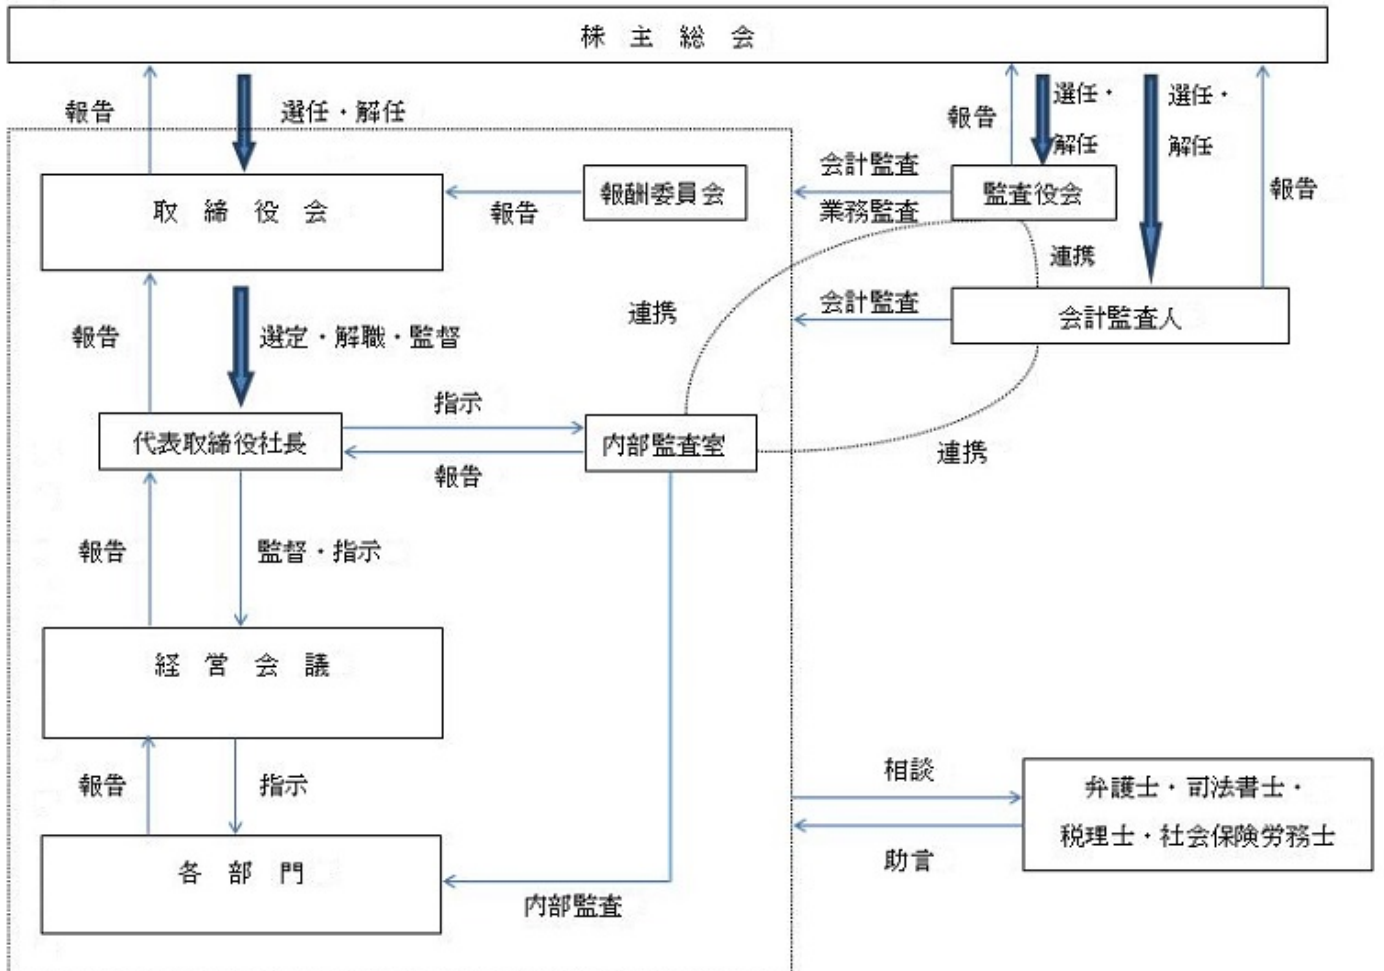 株 主 総 会
報告
選任・解任
報告
選任・
解任
選任・
解任
報告
取 締 役 会
報告
報酬委員会
会計監査
業務監査
監査役会
連携
連携
会計監査
会計監査人
報告
選定・解職・監督
代表取締役社長
指示
報告
内部監査室
連携
報告
監督・指示
経 営 会 議
報告
指示
相談
助言
弁護士・司法書士・
税理士・社会保険労務士
各 部 門
内部監査